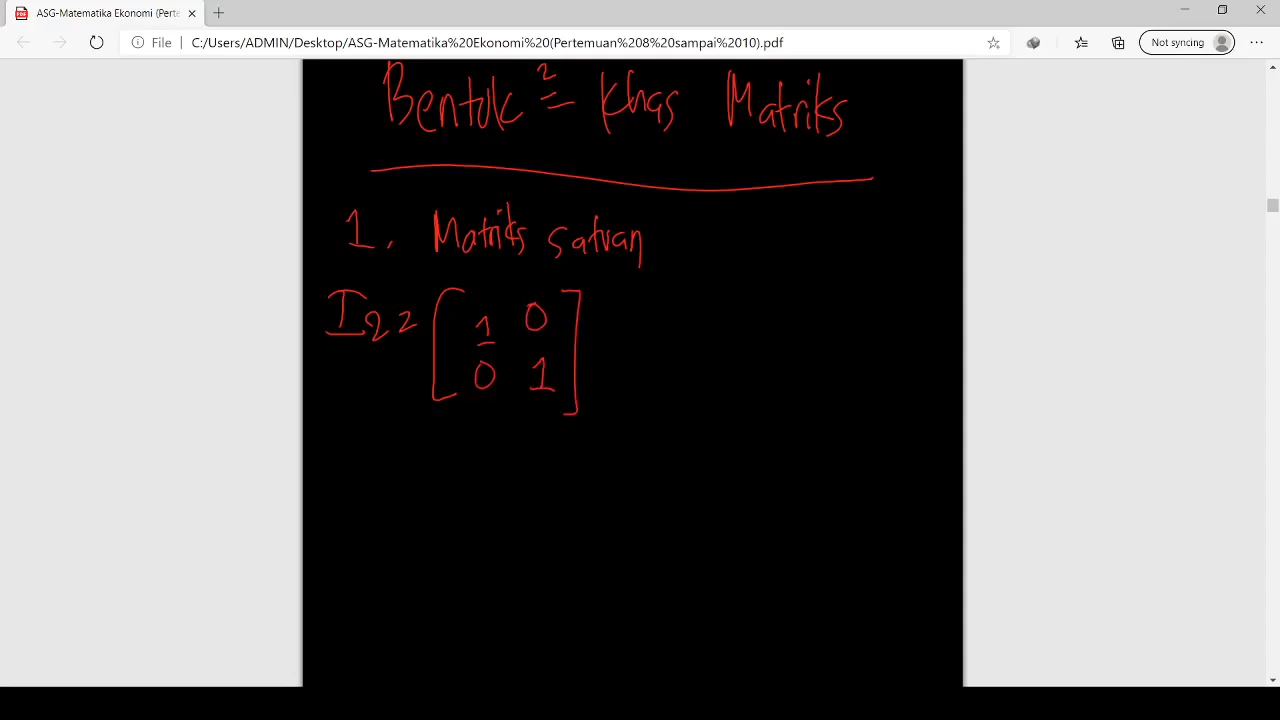 ASG-Matematika Ekonomi (Perte
File
C:/Users/ADMIN/Desktop/ASG-Matematika%20Ekonomi%20(Pertemuan%208%20sampai%2010).pdf
Not syncing
Bentuk² = Khas Matriks
1. Matriks satuan
I₂ = [1 0
0 1]